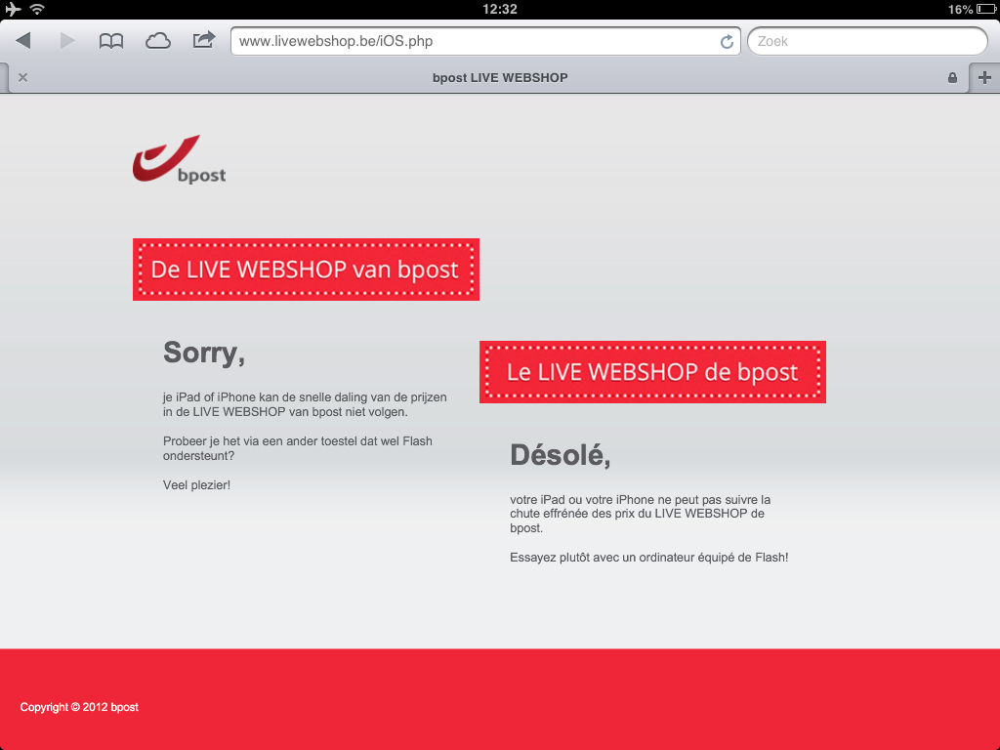 12:32
16%
www.livewebshop.be/iOS.php
Zoek
bpost LIVE WEBSHOP
bpost
De LIVE WEBSHOP van bpost
Sorry,
je iPad of iPhone kan de snelle daling van de prijzen
in de LIVE WEBSHOP van bpost niet volgen.
Probeer je het via een ander toestel dat wel Flash
ondersteunt?
Veel plezier!
Le LIVE WEBSHOP de bpost
Désolé,
votre iPad ou votre iPhone ne peut pas suivre la
chute effrénée des prix du LIVE WEBSHOP de
bpost.
Essayez plutôt avec un ordinateur équipé de Flash!
Copyright © 2012 bpost